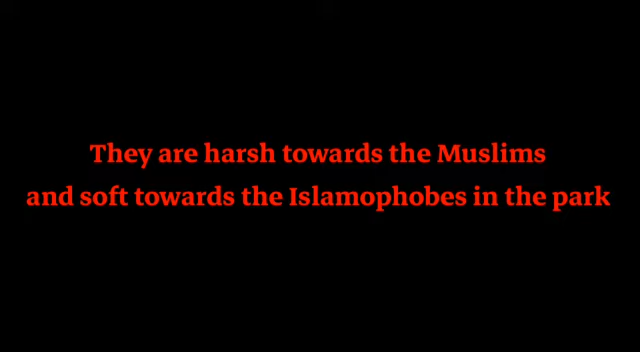 They are harsh towards the Muslims
and soft towards the Islamophobes in the park